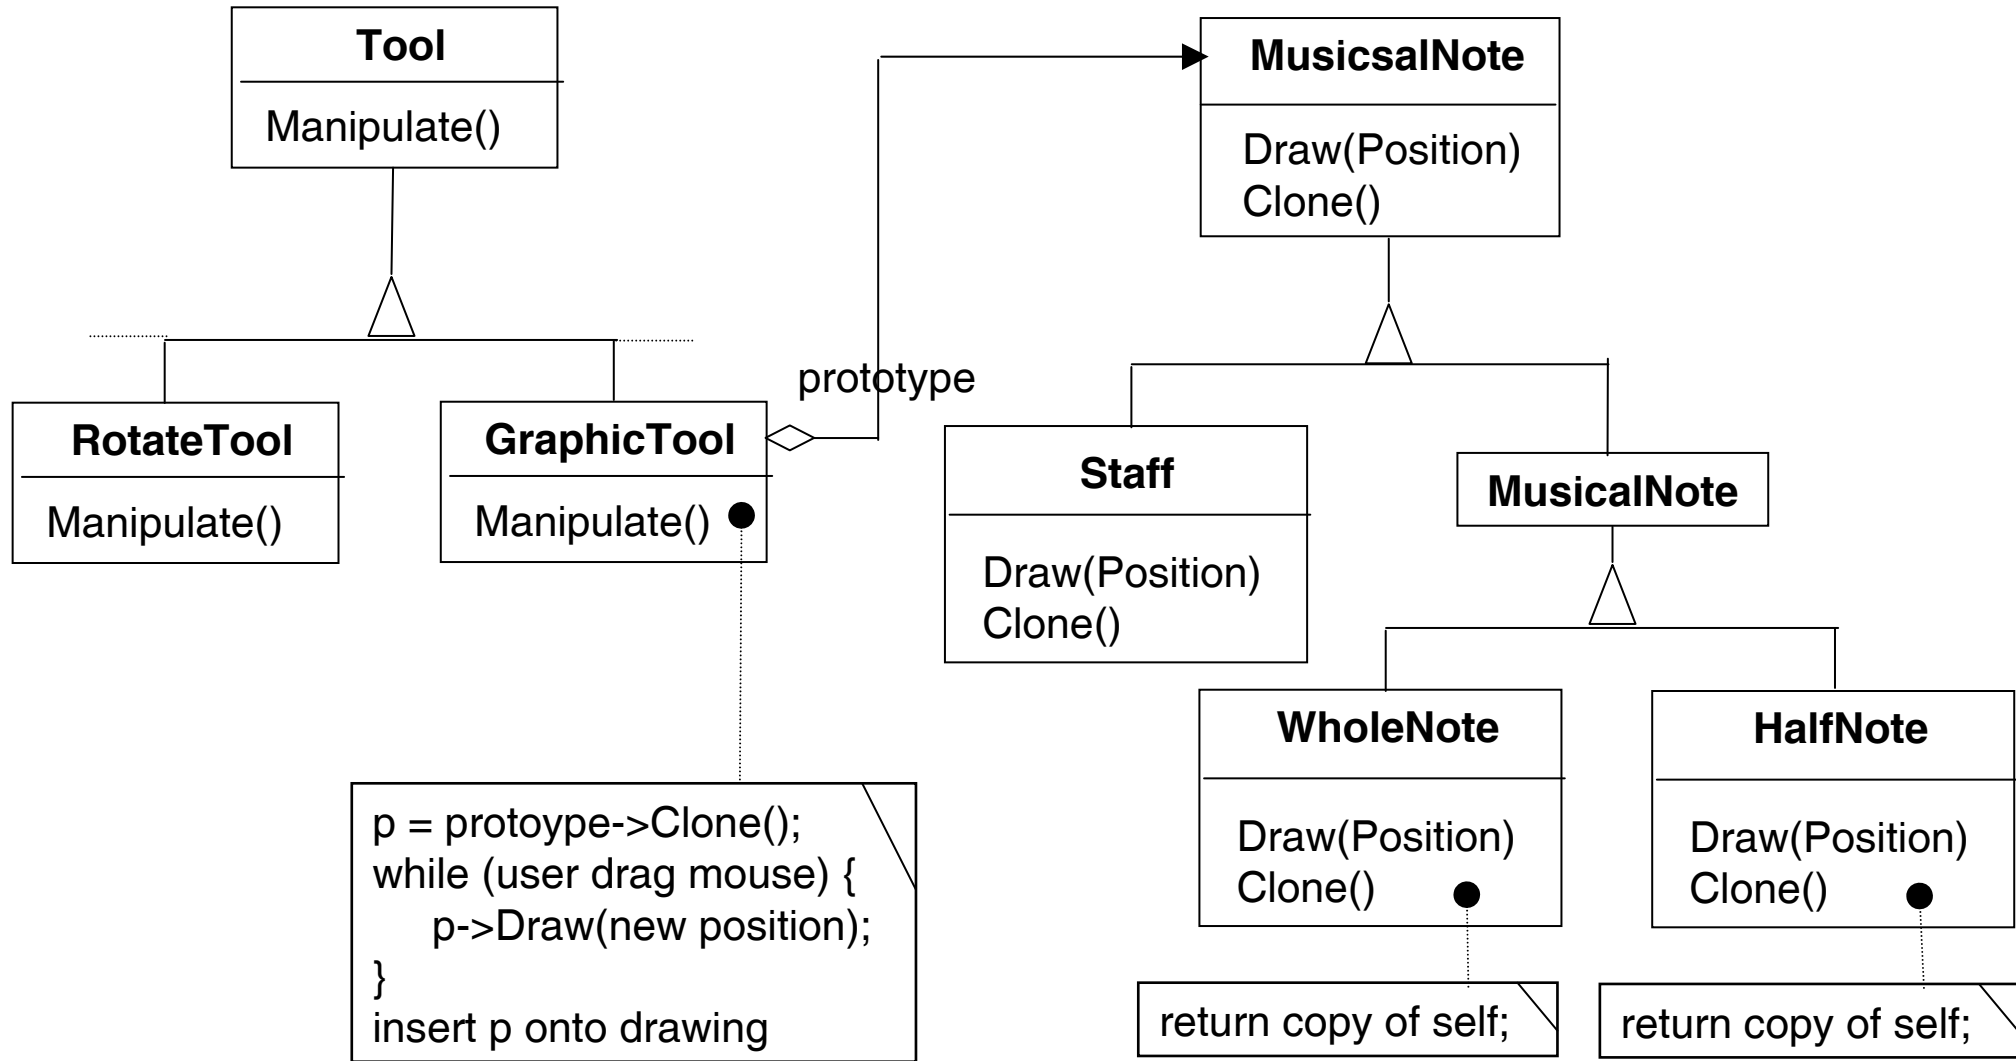 Tool
Manipulate()
MusicsalNote
Draw(Position)
Clone()
prototype
RotateTool
Manipulate()
GraphicTool
Manipulate()
Staff
Draw(Position)
Clone()
MusicalNote
WholeNote
Draw(Position)
Clone()
HalfNote
Draw(Position)
Clone()
p = protoype->Clone();
while (user drag mouse) {
p->Draw(new position);
}
insert p onto drawing
return copy of self;
return copy of self;